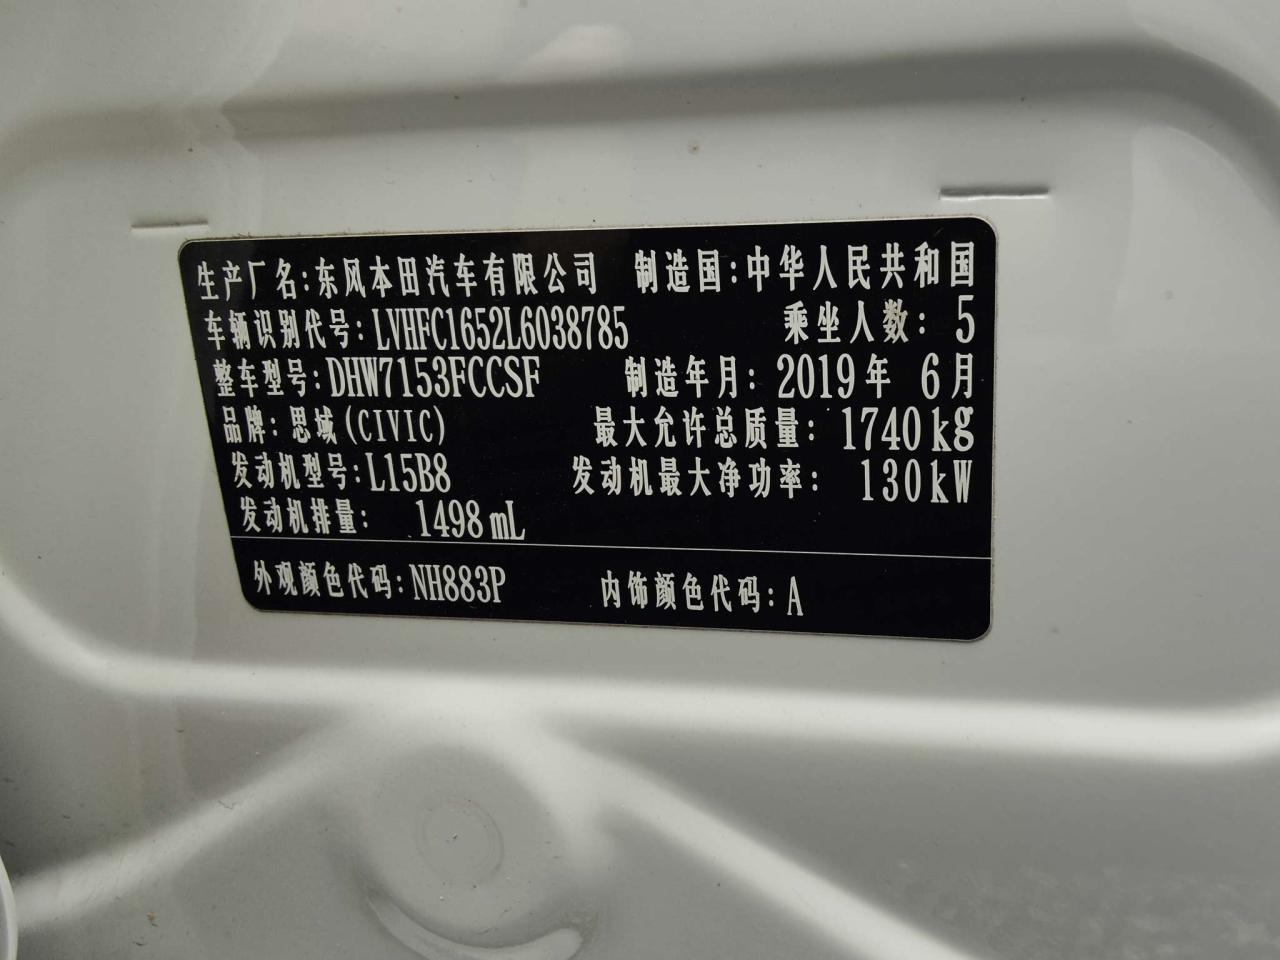 生产厂名:东风本田汽车有限公司 制造国:中华人民共和国
车辆识别代号:LVHFC1652L6038785 乘坐人数: 5
整车型号:DHW7153FCCSF 制造年月:2019年 6月
品牌:思域(CIVIC) 最大允许总质量: 1740kg
发动机型号:L15B8 发动机最大净功率: 130kW
发动机排量: 1498mL
外观颜色代码:NH883P 内饰颜色代码:A